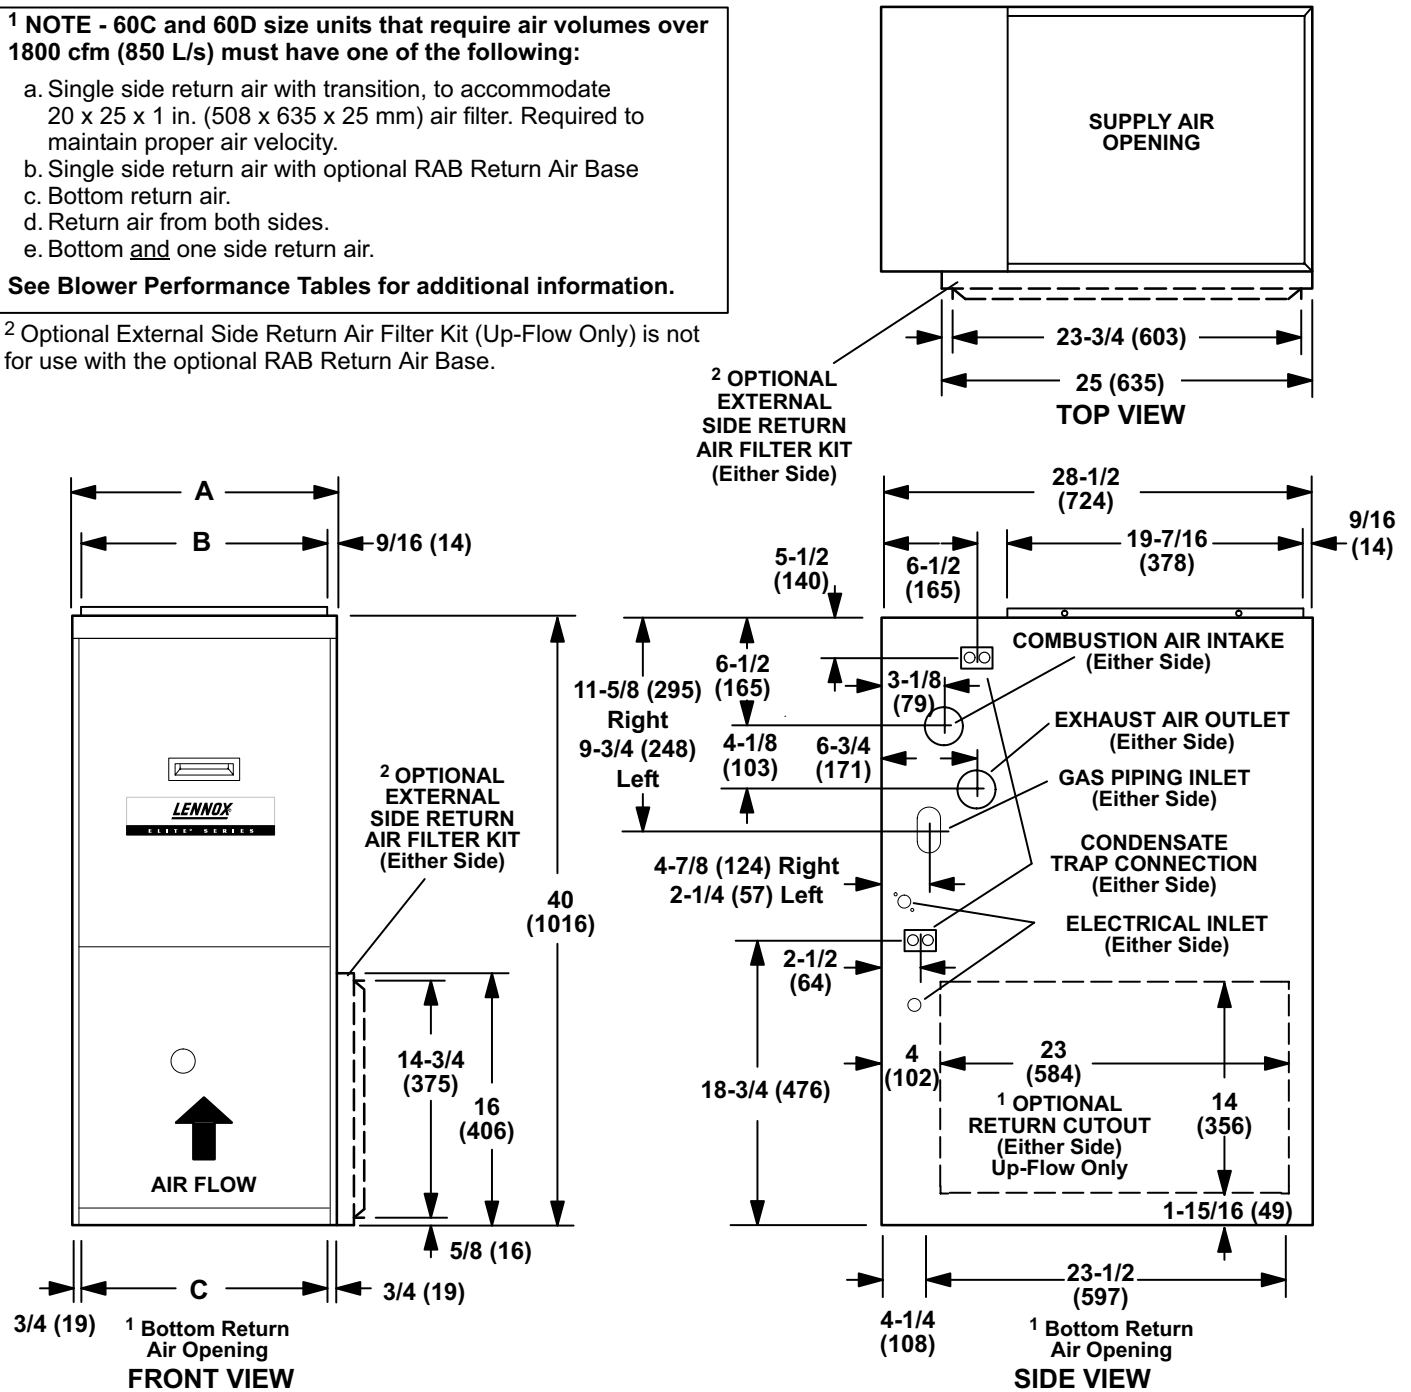 1 NOTE - 60C and 60D size units that require air volumes over
1800 cfm (850 L/s) must have one of the following:
a. Single side return air with transition, to accommodate
20 x 25 x 1 in. (508 x 635 x 25 mm) air filter. Required to
maintain proper air velocity.
b. Single side return air with optional RAB Return Air Base
c. Bottom return air.
d. Return air from both sides.
e. Bottom and one side return air.
See Blower Performance Tables for additional information.
2 Optional External Side Return Air Filter Kit (Up-Flow Only) is not
for use with the optional RAB Return Air Base.
SUPPLY AIR
OPENING
23-3/4 (603)
25 (635)
TOP VIEW
2 OPTIONAL
EXTERNAL
SIDE RETURN
AIR FILTER KIT
(Either Side)
A
B
9/16 (14)
LENNOX
ELITE® SERIES
2 OPTIONAL
EXTERNAL
SIDE RETURN
AIR FILTER KIT
(Either Side)
40
(1016)
14-3/4
(375)
16
(406)
AIR FLOW
5/8 (16)
C
3/4 (19)
3/4 (19)
1 Bottom Return
Air Opening
FRONT VIEW
28-1/2
(724)
19-7/16
(378)
9/16
(14)
5-1/2
(140)
6-1/2
(165)
COMBUSTION AIR INTAKE
(Either Side)
6-1/2
(165)
11-5/8 (295)
Right
9-3/4 (248)
Left
3-1/8
(79)
EXHAUST AIR OUTLET
(Either Side)
4-1/8
(103)
6-3/4
(171)
GAS PIPING INLET
(Either Side)
4-7/8 (124) Right
2-1/4 (57) Left
CONDENSATE
TRAP CONNECTION
(Either Side)
ELECTRICAL INLET
(Either Side)
2-1/2
(64)
18-3/4 (476)
4
(102)
23
(584)
1 OPTIONAL
RETURN CUTOUT
(Either Side)
Up-Flow Only
14
(356)
1-15/16 (49)
23-1/2
(597)
4-1/4
(108)
1 Bottom Return
Air Opening
SIDE VIEW